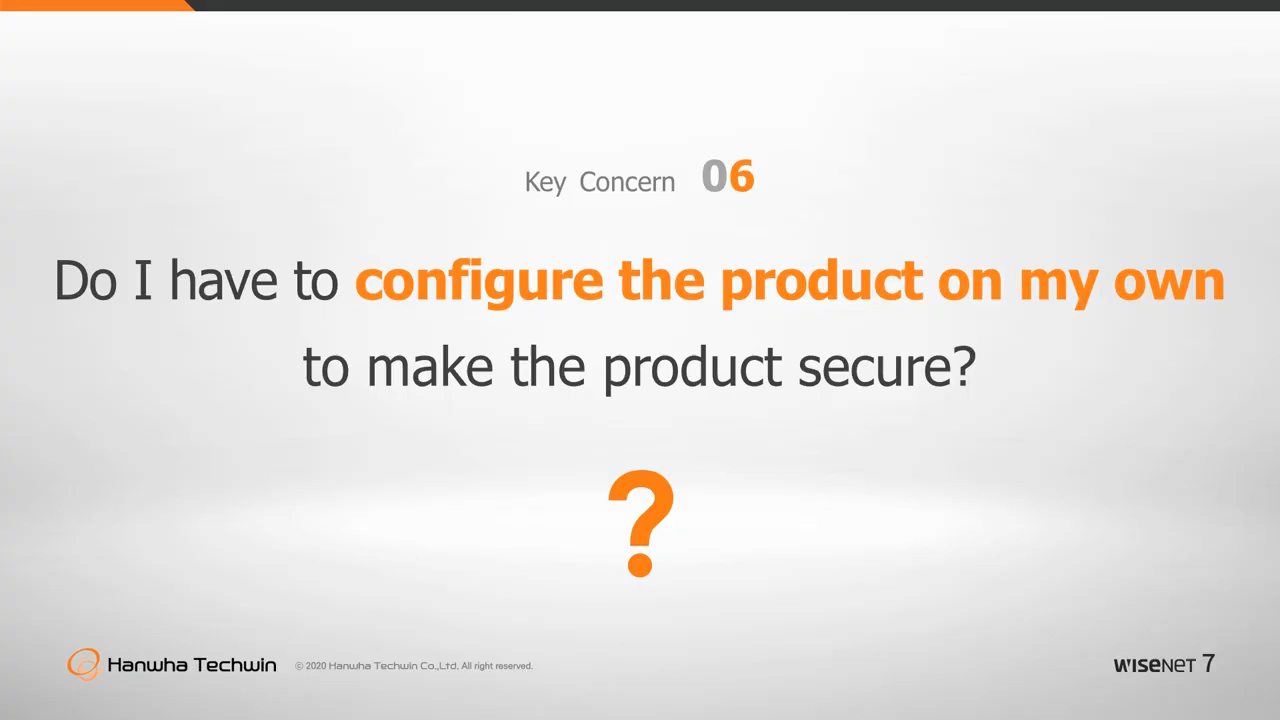 Key Concern 06
Do I have to configure the product on my own
to make the product secure?
?
Hanwha Techwin © 2020 Hanwha Techwin Co.,Ltd. All right reserved. WISENET 7